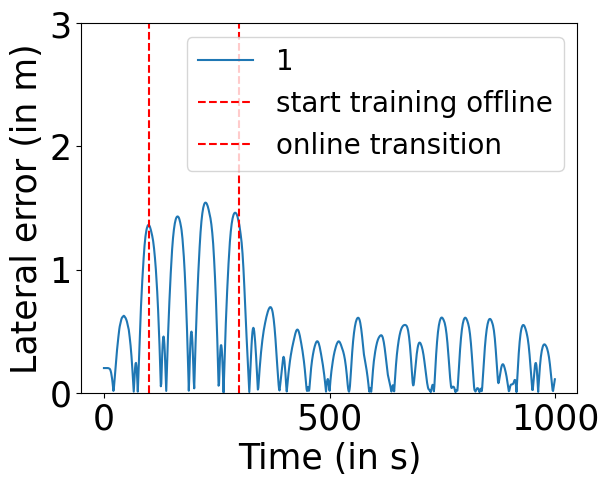 Lateral error (in m)
3
2
1
0
1
start training offline
online transition
0
500
1000
Time (in s)